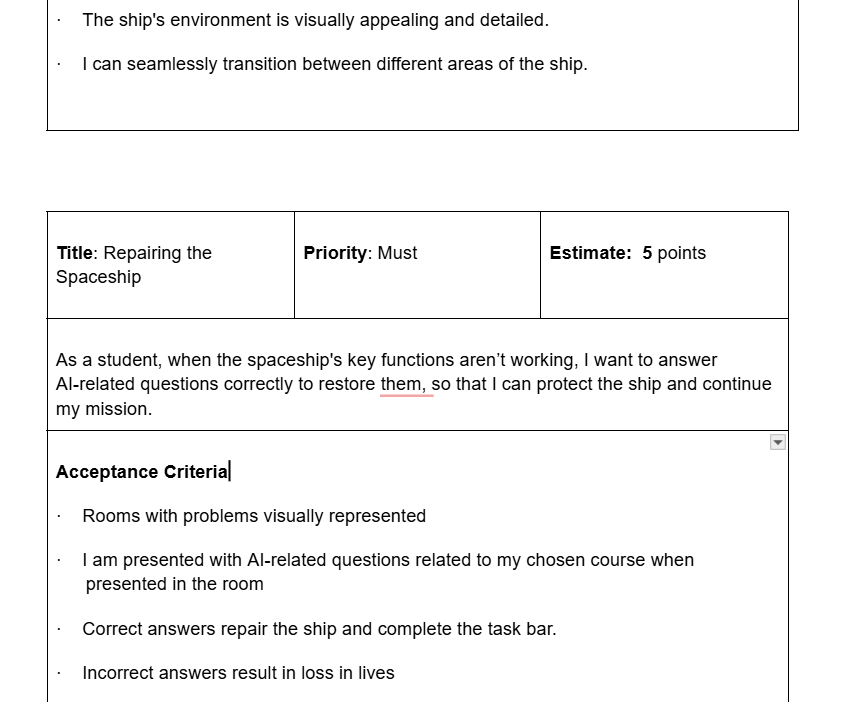 · The ship's environment is visually appealing and detailed.
· I can seamlessly transition between different areas of the ship.
Title: Repairing the
Spaceship
Priority: Must
Estimate:  5 points
As a student, when the spaceship's key functions aren’t working, I want to answer
AI-related questions correctly to restore them, so that I can protect the ship and continue
my mission.
Acceptance Criteria
· Rooms with problems visually represented
· I am presented with AI-related questions related to my chosen course when
presented in the room
· Correct answers repair the ship and complete the task bar.
· Incorrect answers result in loss in lives